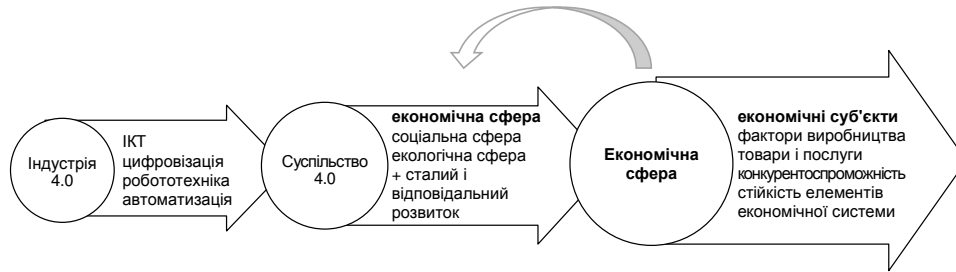 Індустрія
4.0
ІКТ
цифровізація
робототехніка
автоматизація
Суспільство
4.0
економічна сфера
соціальна сфера
екологічна сфера
+ сталий і
відповідальний
розвиток
Економічна
сфера
економічні суб'єкти
фактори виробництва
товари і послуги
конкурентоспроможність
стійкість елементів
економічної системи